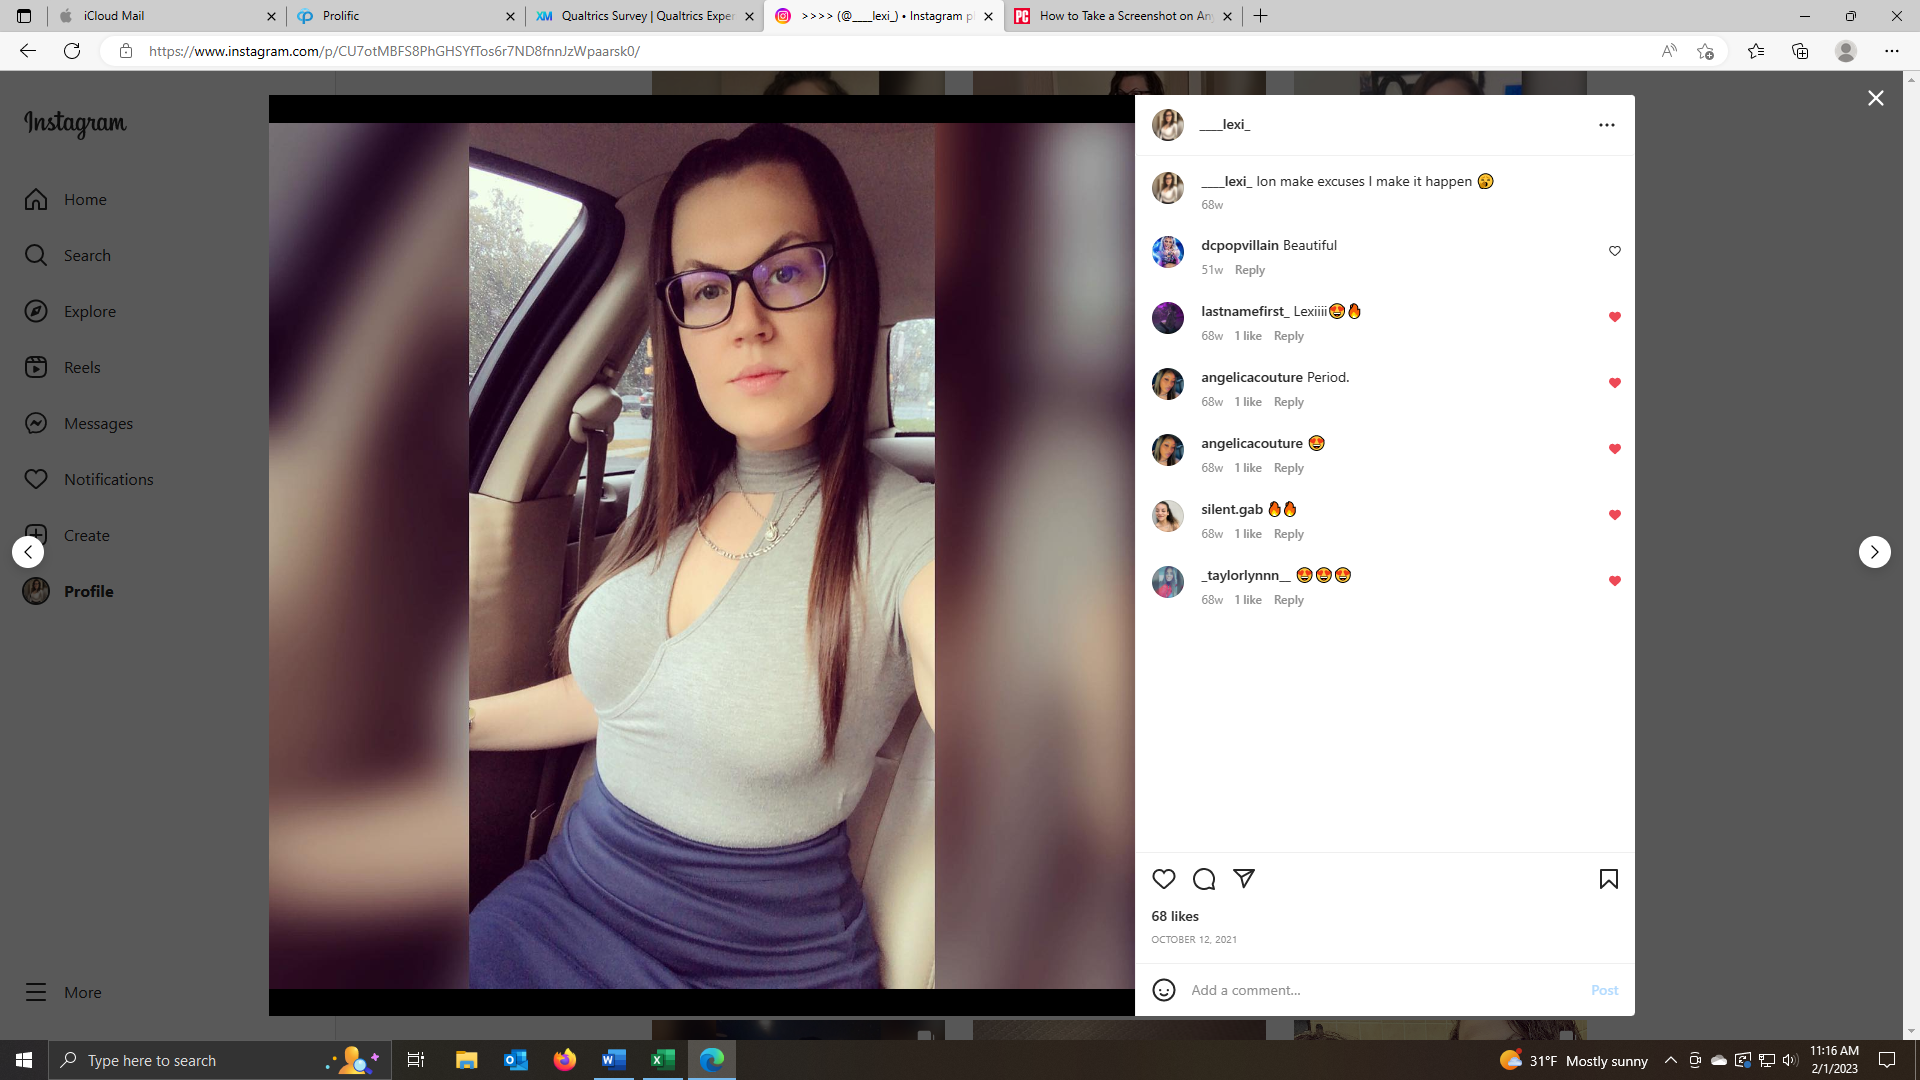 iCloud Mail
Prolific
Qualtrics Survey | Qualtrics Exper
>>>> (@____lexi_) • Instagram p
How to Take a Screenshot on An
https://www.instagram.com/p/CU7otMBFS8PhGHSYfTos6r7ND8fnnJzWpaarsk0/
Instagram
Home
Search
Explore
Reels
Messages
Notifications
Create
Profile
More
____lexi_
____lexi_ Ion make excuses I make it happen 😲
68w
dcpopvillain Beautiful
51w Reply
lastnamefirst_ Lexiiii😍🔥
68w 1 like Reply
angelicacouture Period.
68w 1 like Reply
angelicacouture 😍
68w 1 like Reply
silent.gab 🔥🔥
68w 1 like Reply
_taylorlynnn__ 😍😍😍
68w 1 like Reply
68 likes
OCTOBER 12, 2021
Add a comment...
Post
Type here to search
31°F Mostly sunny
11:16 AM
2/1/2023